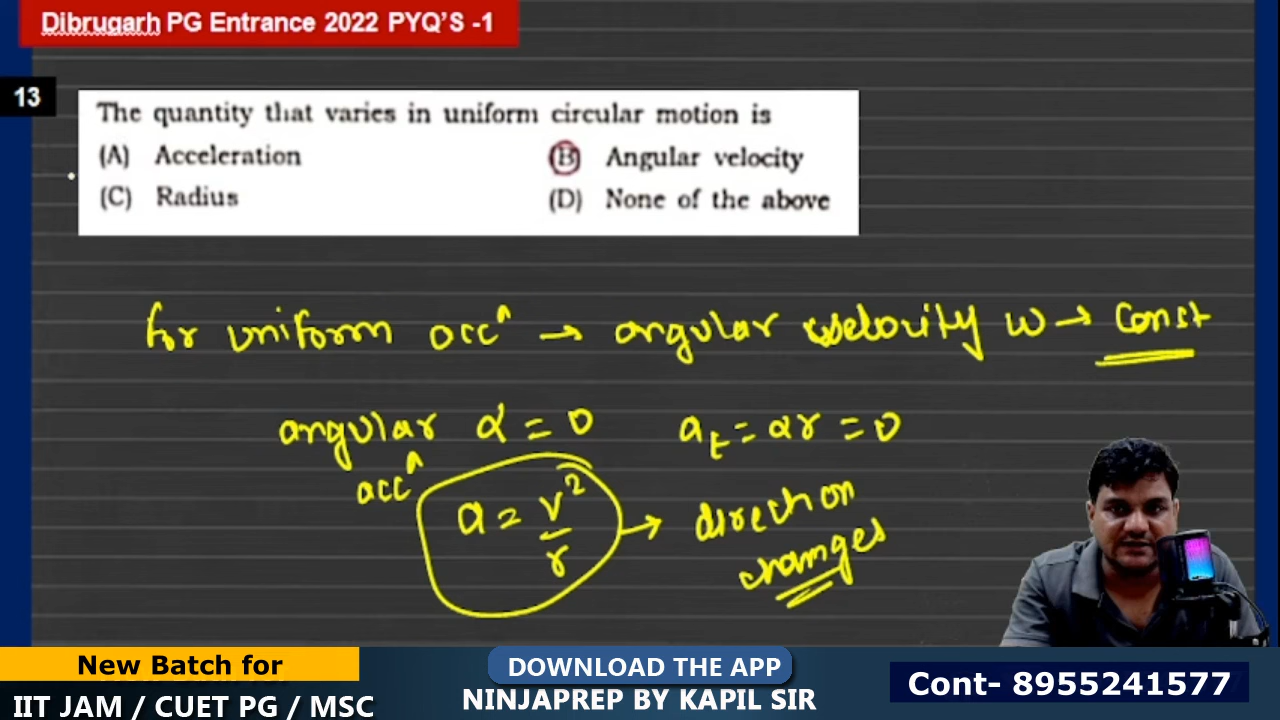 Dibrugarh PG Entrance 2022 PYQ'S -1
13
The quantity that varies in uniform circular motion is
(A) Acceleration (B) Angular velocity
(C) Radius (D) None of the above
for uniform accⁿ → angular velocity ω → const
angular α = 0 a_t = αr = 0
accⁿ
a = v²/r → direction
changes
New Batch for
IIT JAM / CUET PG / MSC
DOWNLOAD THE APP
NINJAPREP BY KAPIL SIR
Cont- 8955241577